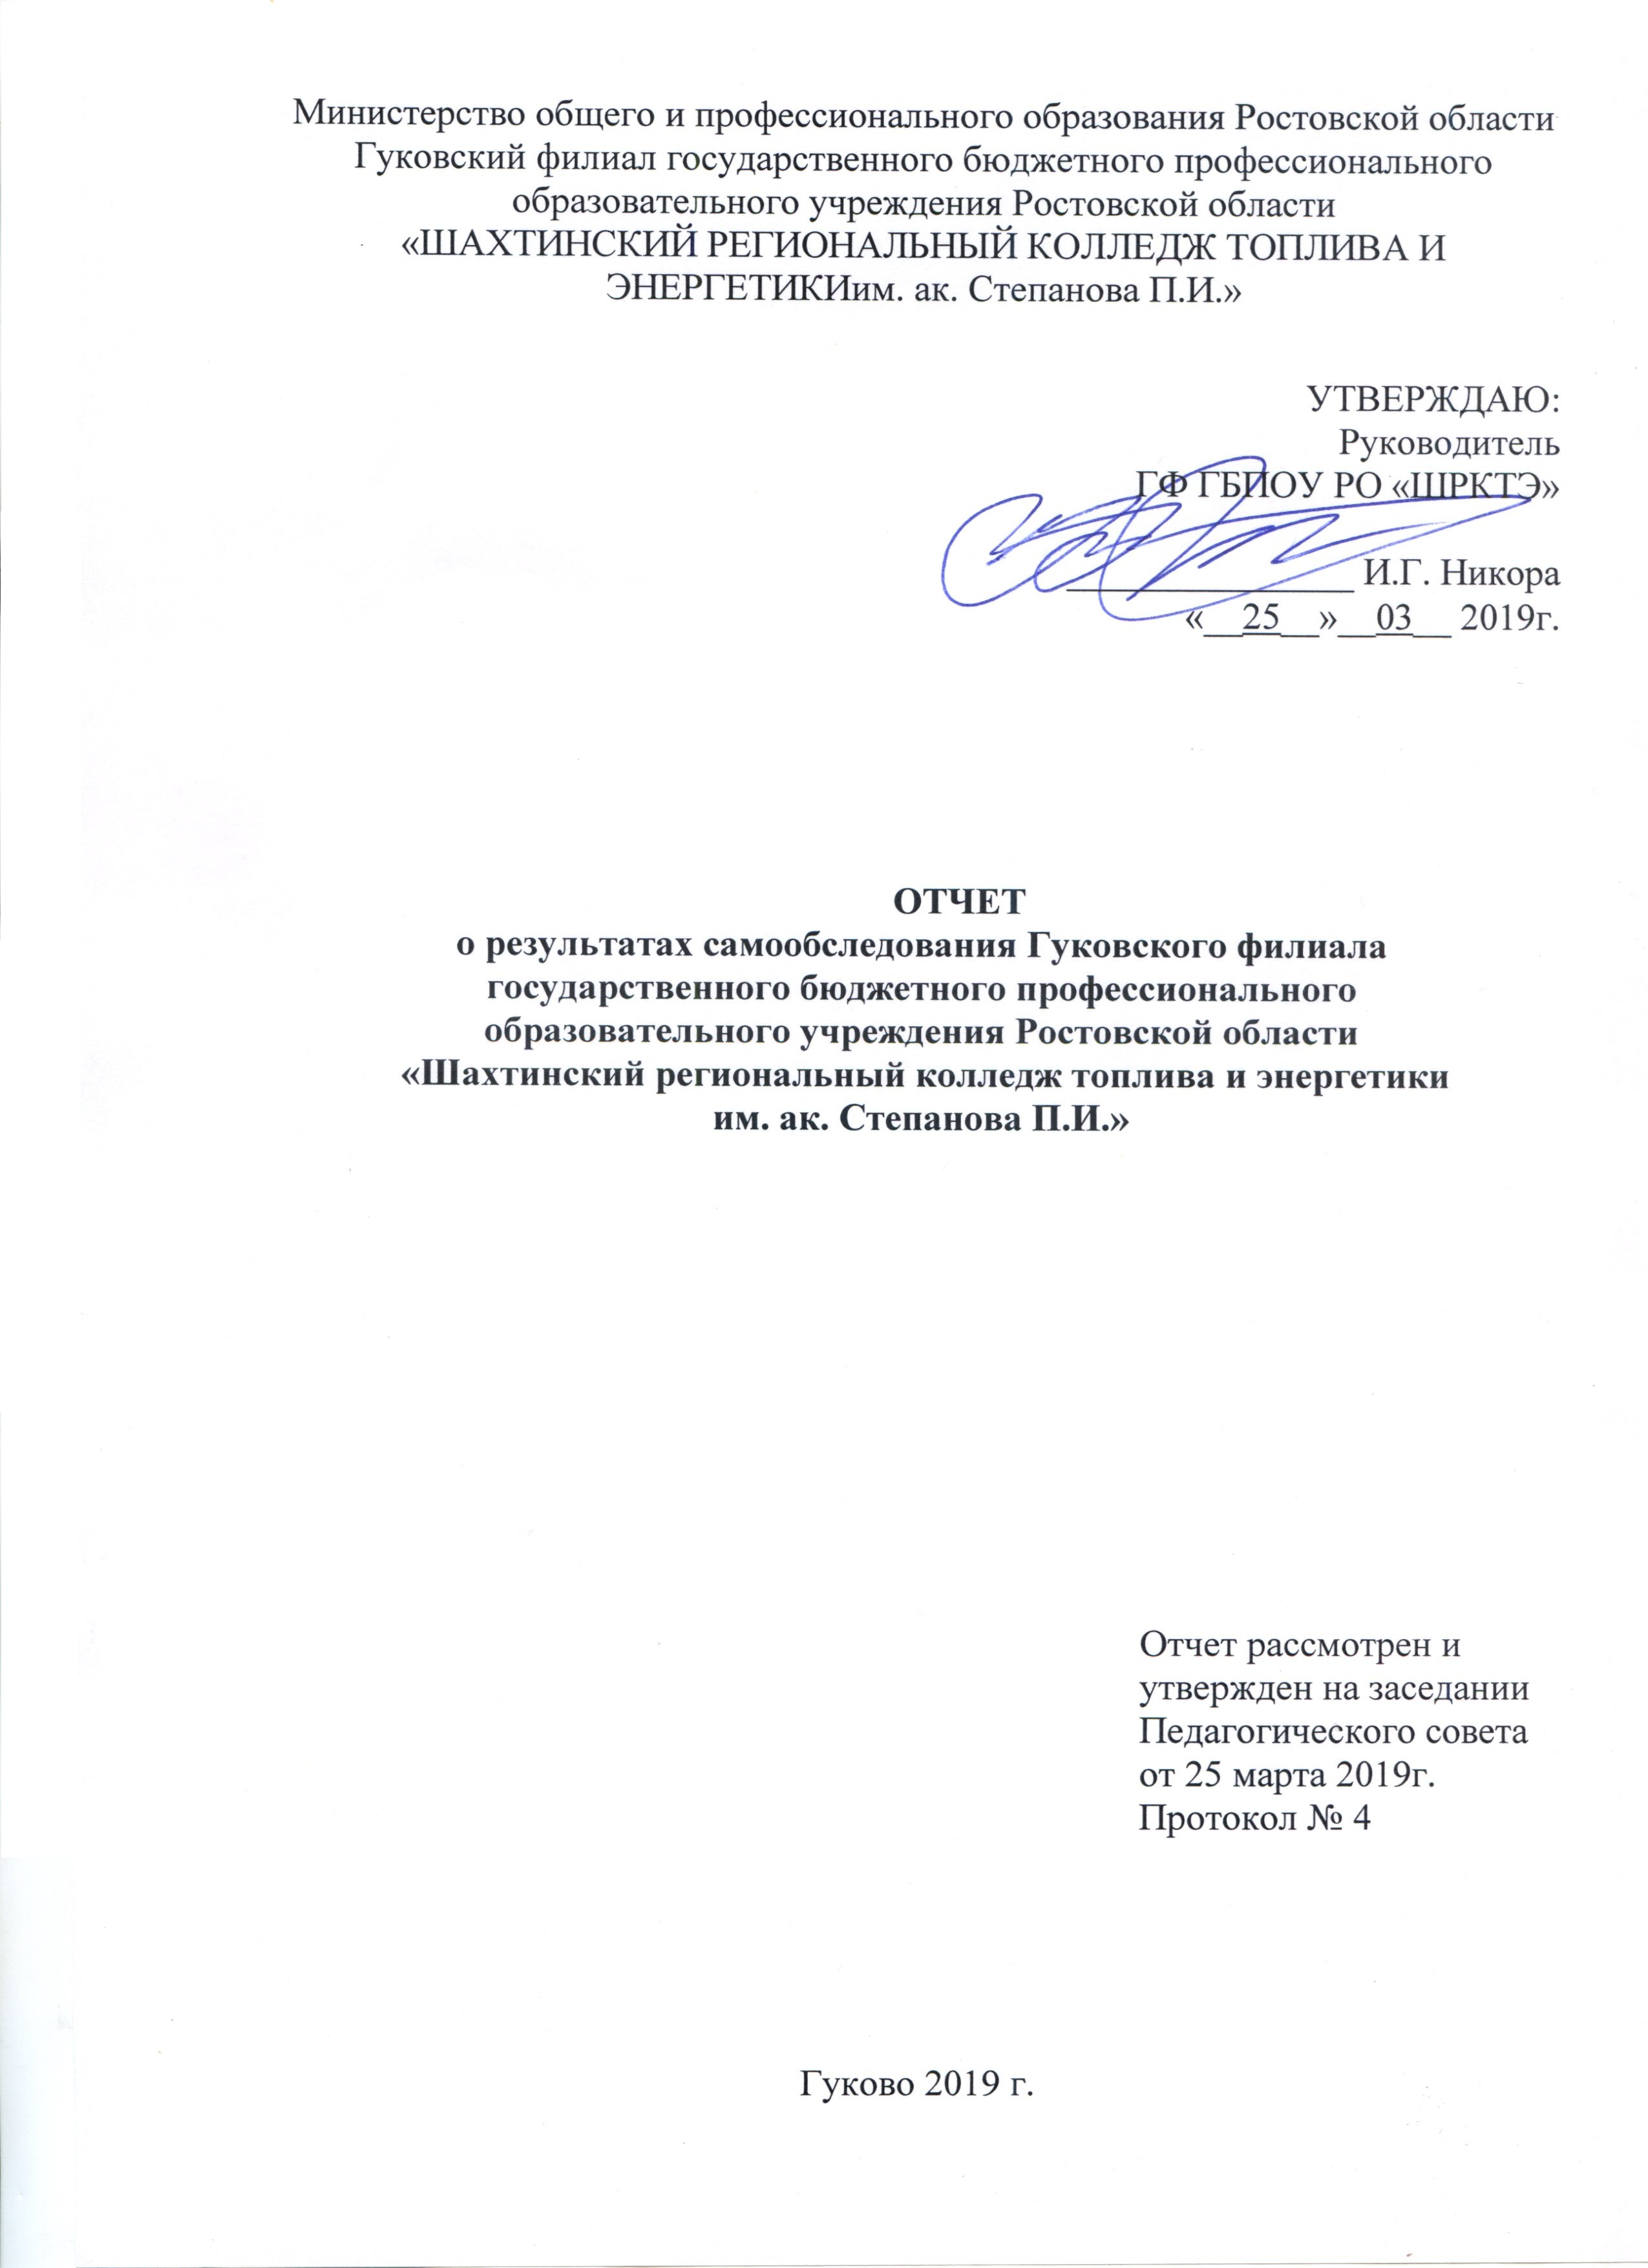 Министерство общего и профессионального образования Ростовской области
Гуковский филиал государственного бюджетного профессионального
образовательного учреждения Ростовской области
«ШАХТИНСКИЙ РЕГИОНАЛЬНЫЙ КОЛЛЕДЖ ТОПЛИВА И
ЭНЕРГЕТИКИим. ак. Степанова П.И.»
УТВЕРЖДАЮ:
Руководитель
ГФ ГБПОУ РО «ШРКТЭ»
_______________ И.Г. Никора
«__25__»__03__ 2019г.
ОТЧЕТ
о результатах самообследования Гуковского филиала
государственного бюджетного профессионального
образовательного учреждения Ростовской области
«Шахтинский региональный колледж топлива и энергетики
им. ак. Степанова П.И.»
Отчет рассмотрен и
утвержден на заседании
Педагогического совета
от 25 марта 2019г.
Протокол № 4
Гуково 2019 г.